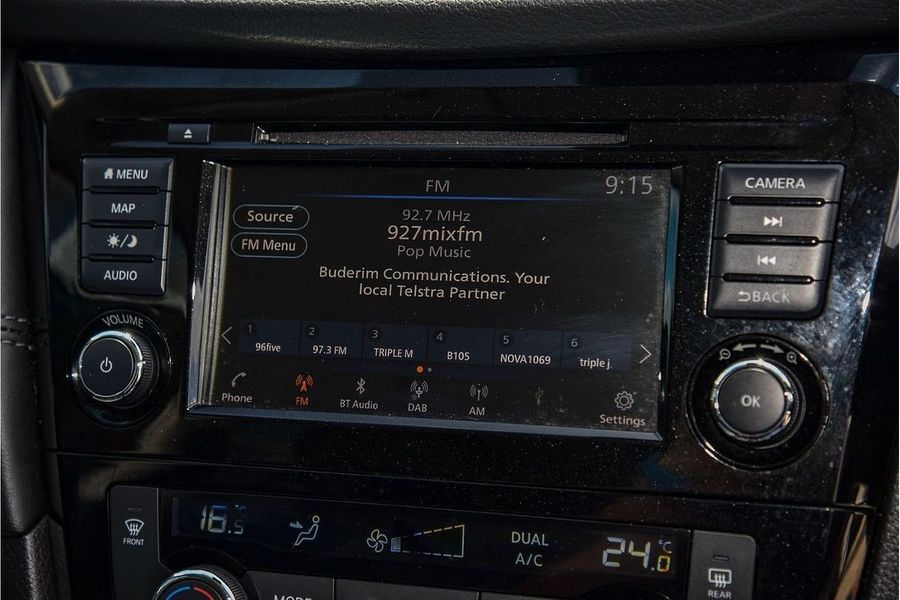 MENU
MAP
AUDIO
VOLUME
FM
9:15
Source
FM Menu
92.7 MHz
927mixfm
Pop Music
Buderim Communications. Your
local Telstra Partner
1
96five
2
97.3 FM
3
TRIPLE M
4
B105
5
NOVA1069
6
triple j
Phone
FM
BT Audio
DAB
AM
Settings
CAMERA
BACK
OK
FRONT
16.5
DUAL
A/C
24.0
°C
REAR
MODE